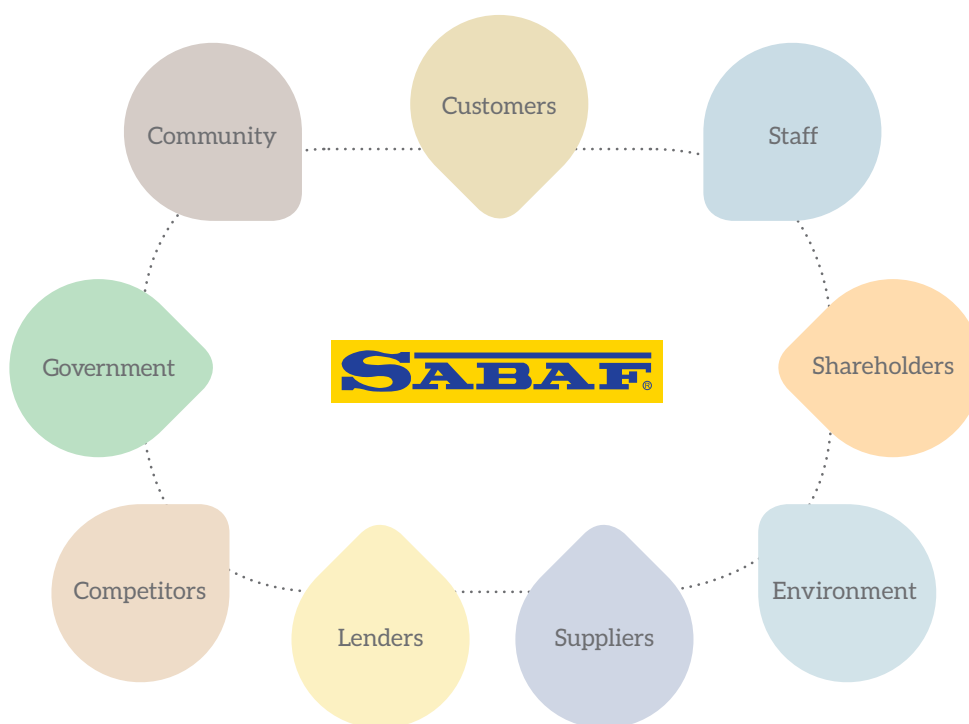 Customers
Community
Staff
Government
SABAF®
Shareholders
Competitors
Environment
Lenders
Suppliers